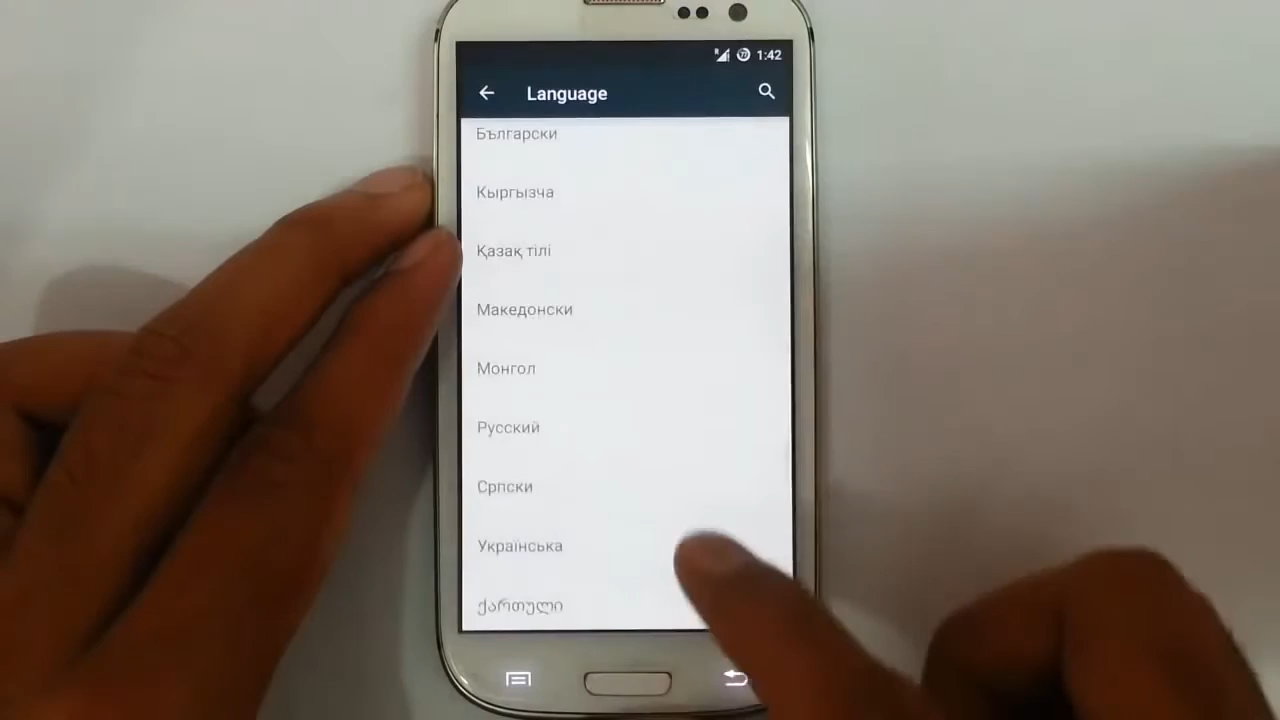 1:42
Language
Български
Кыргызча
Қазақ тілі
Македонски
Монгол
Русский
Српски
Українська
ქართული